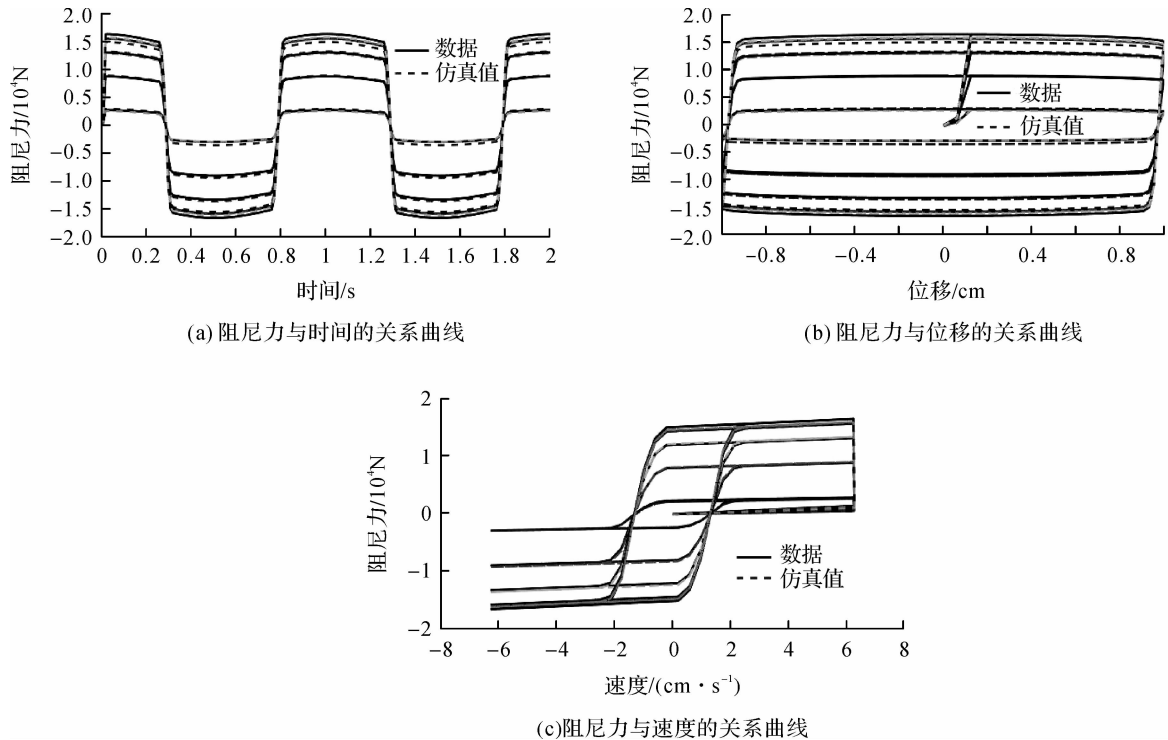 2.0
1.5
1.0
0.5
0
−0.5
−1.0
−1.5
−2.0
阻尼力/10⁴N
数据
仿真值
0 0.2 0.4 0.6 0.8 1 1.2 1.4 1.6 1.8 2
时间/s
(a) 阻尼力与时间的关系曲线
2.0
1.5
1.0
0.5
0
−0.5
−1.0
−1.5
−2.0
阻尼力/10⁴N
数据
仿真值
−0.8 −0.4 0 0.4 0.8
位移/cm
(b) 阻尼力与位移的关系曲线
2
1
0
−1
−2
阻尼力/10⁴N
数据
仿真值
−8 −6 −4 −2 0 2 4 6 8
速度/(cm·s⁻¹)
(c)阻尼力与速度的关系曲线